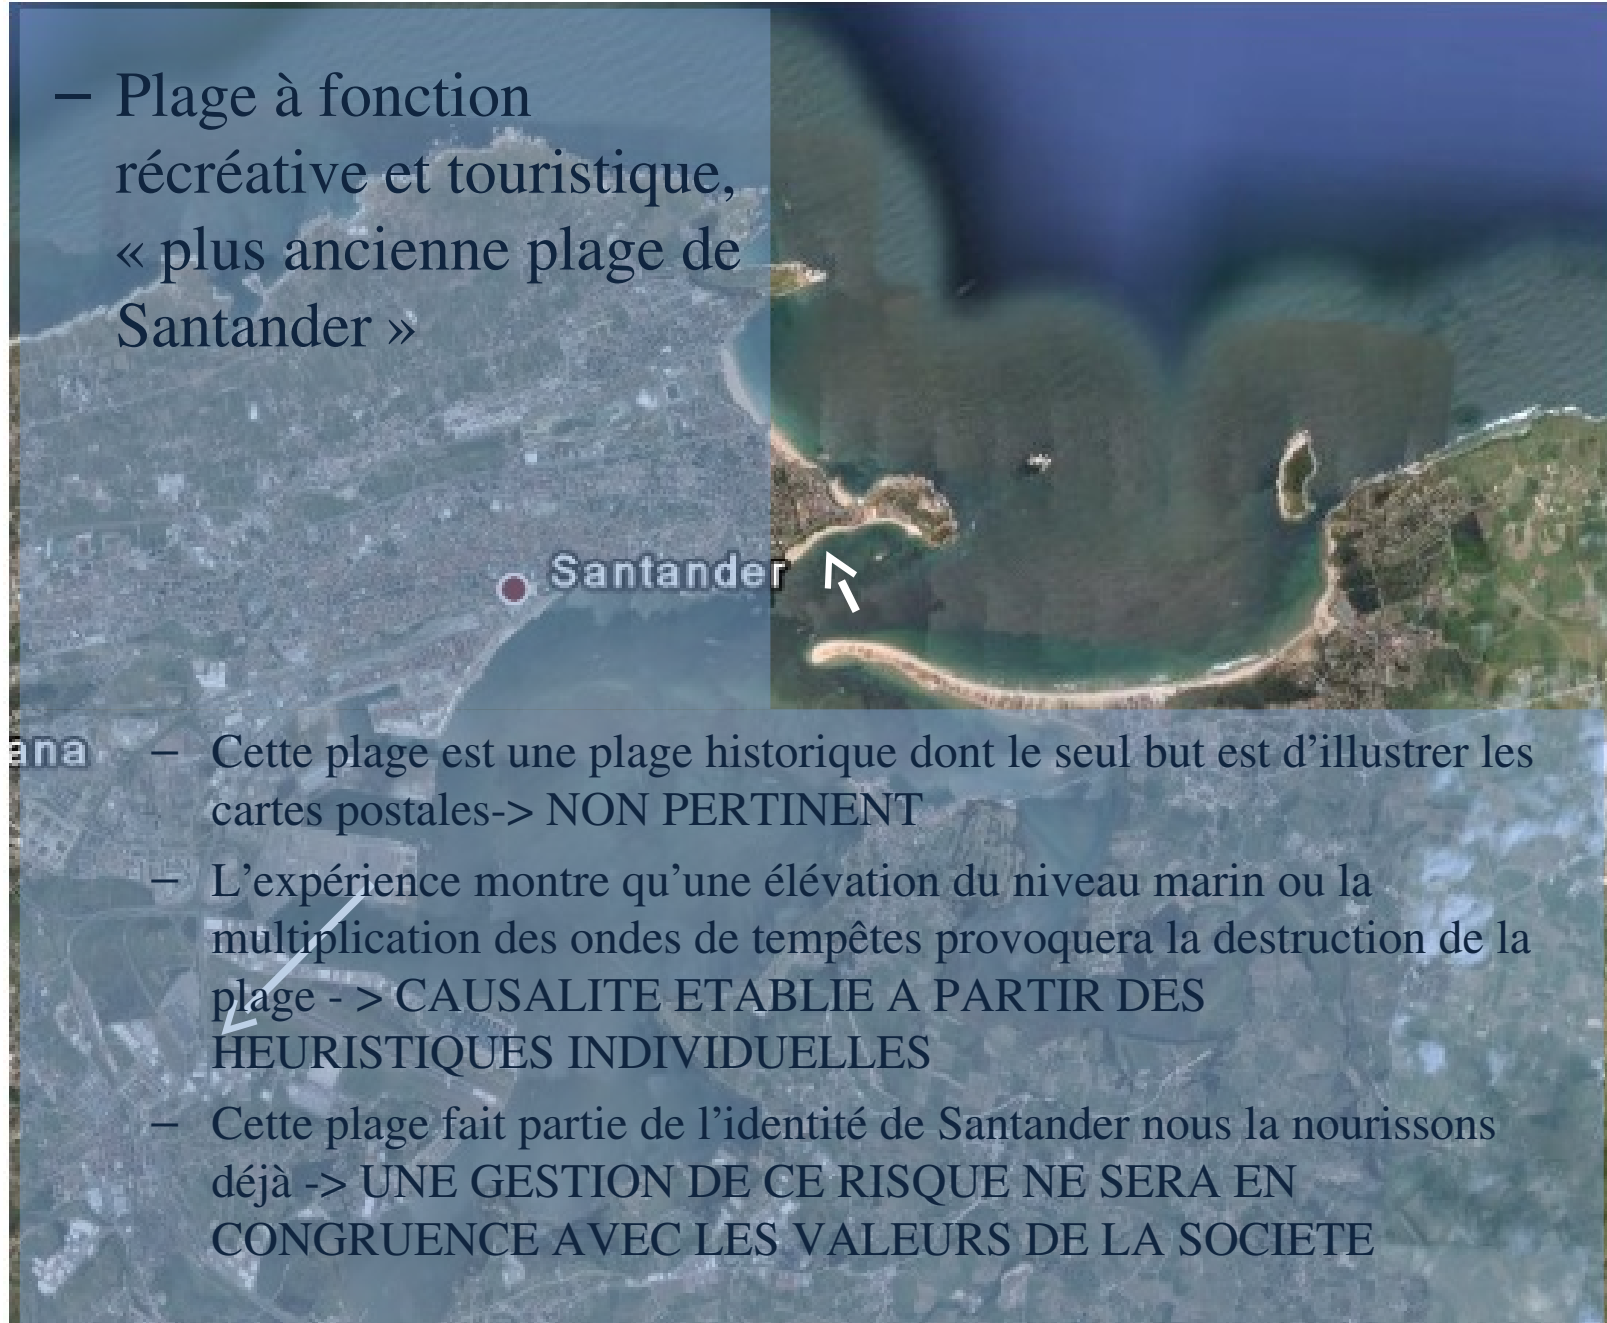 – Plage à fonction
récréative et touristique,
« plus ancienne plage de
Santander »
Santander
ana
– Cette plage est une plage historique dont le seul but est d’illustrer les
cartes postales-> NON PERTINENT
– L’expérience montre qu’une élévation du niveau marin ou la
multiplication des ondes de tempêtes provoquera la destruction de la
plage - > CAUSALITE ETABLIE A PARTIR DES
HEURISTIQUES INDIVIDUELLES
– Cette plage fait partie de l’identité de Santander nous la nourissons
déjà -> UNE GESTION DE CE RISQUE NE SERA EN
CONGRUENCE AVEC LES VALEURS DE LA SOCIETE